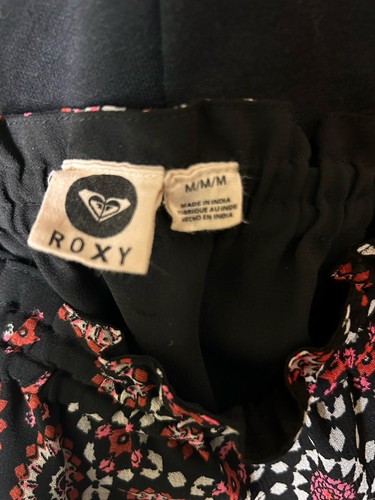 ROXY
M/M/M
MADE IN INDIA
FABRIQUE AU INDE
HECHO EN INDIA